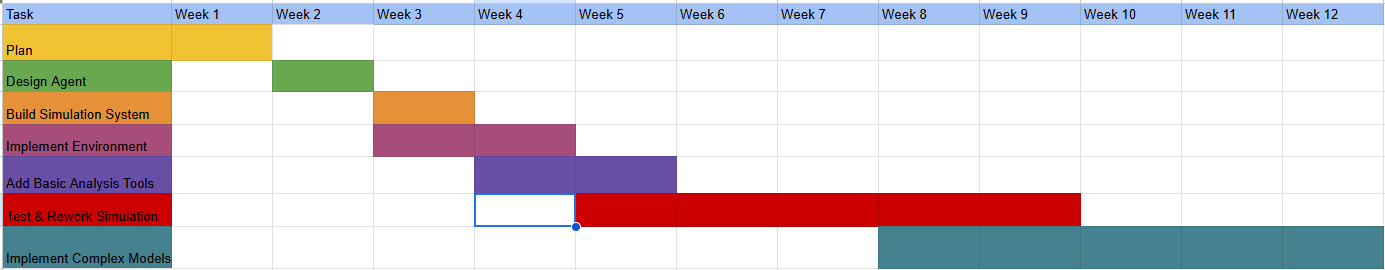 Task Week 1 Week 2 Week 3 Week 4 Week 5 Week 6 Week 7 Week 8 Week 9 Week 10 Week 11 Week 12
Plan
Design Agent
Build Simulation System
Implement Environment
Add Basic Analysis Tools
Test & Rework Simulation
Implement Complex Models